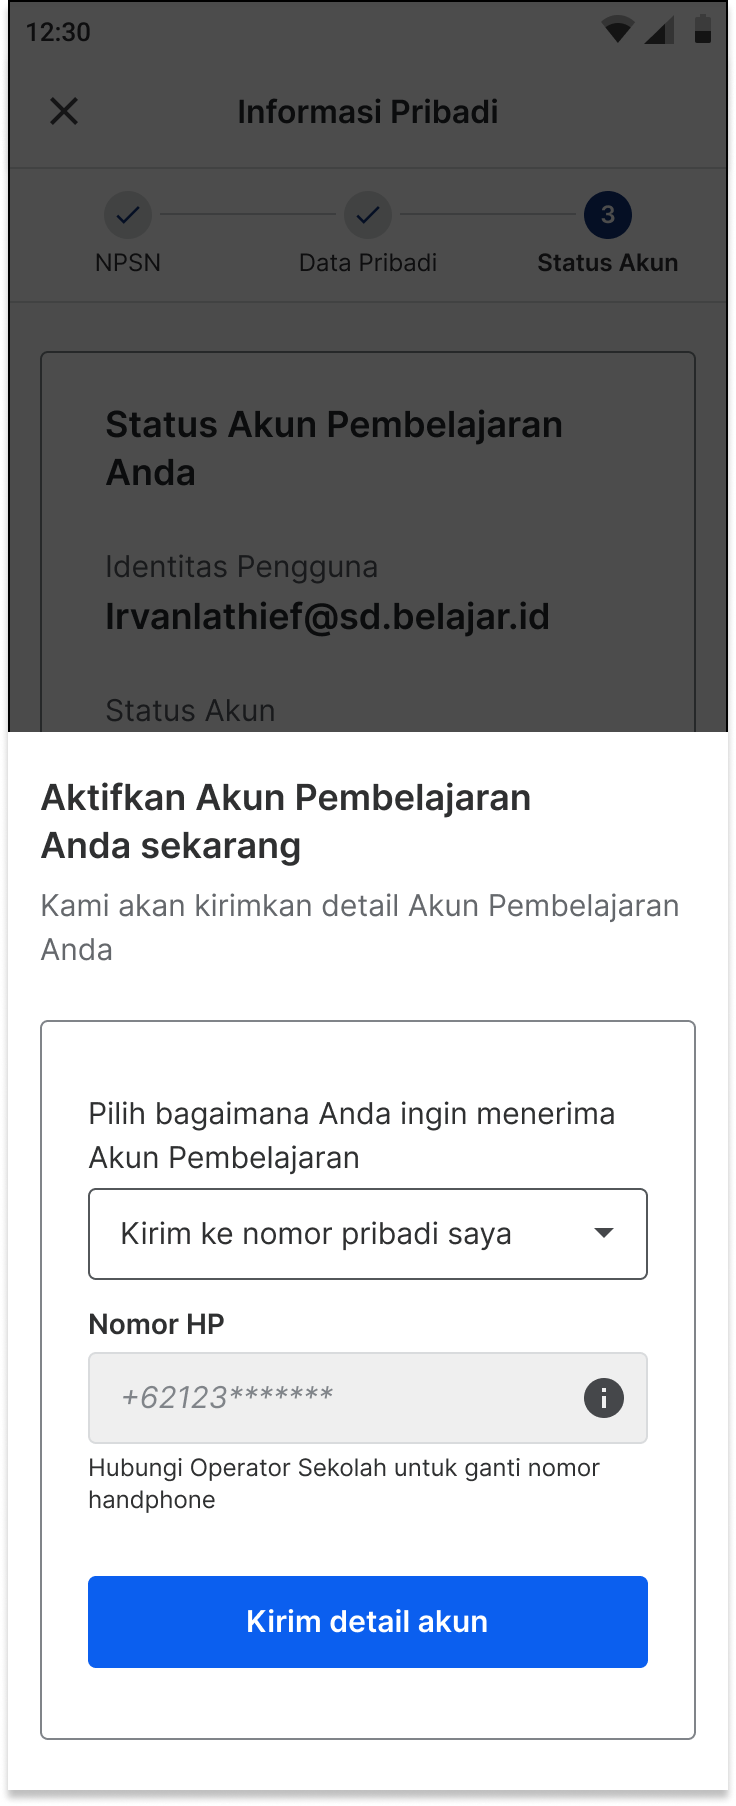 12:30
Informasi Pribadi
3
NPSN Data Pribadi Status Akun
Status Akun Pembelajaran
Anda
Identitas Pengguna
Irvanlathief@sd.belajar.id
Status Akun
Aktifkan Akun Pembelajaran
Anda sekarang
Kami akan kirimkan detail Akun Pembelajaran
Anda
Pilih bagaimana Anda ingin menerima
Akun Pembelajaran
Kirim ke nomor pribadi saya
Nomor HP
+62123*******
Hubungi Operator Sekolah untuk ganti nomor
handphone
Kirim detail akun